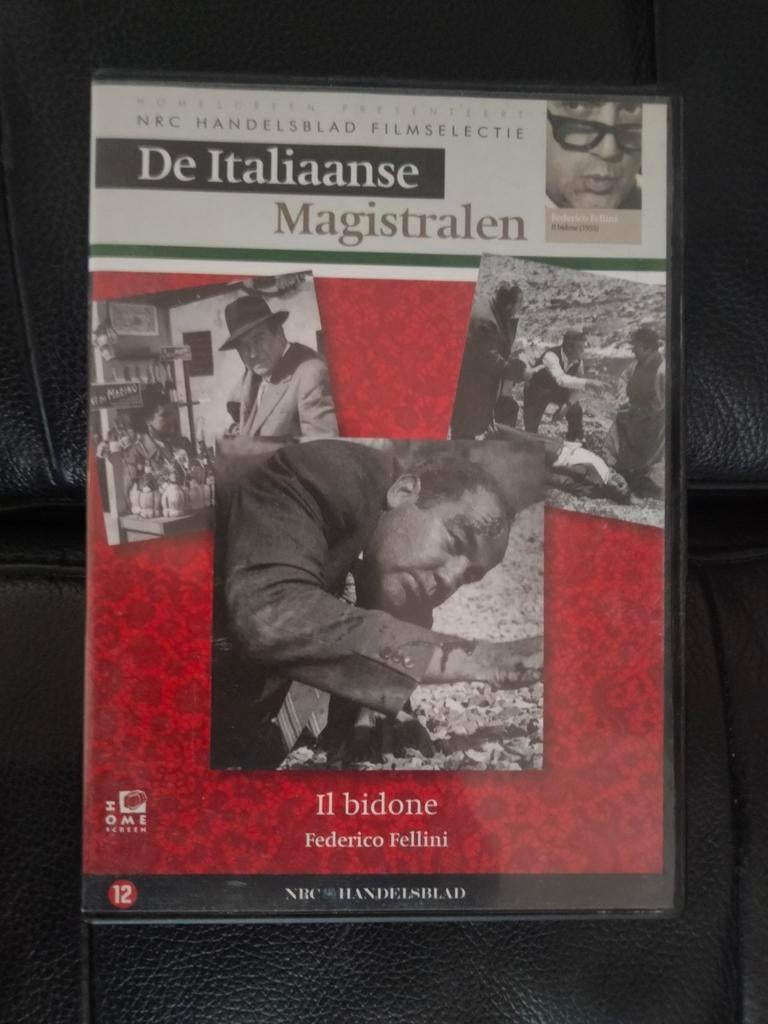 HOMESCREEN PRESENTEERT
NRC HANDELSBLAD FILMSELECTIE
De Italiaanse
Magistralen
Federico Fellini
Il bidone (1955)
MARINO
Il bidone
Federico Fellini
HOME
SCREEN
12
NRC HANDELSBLAD